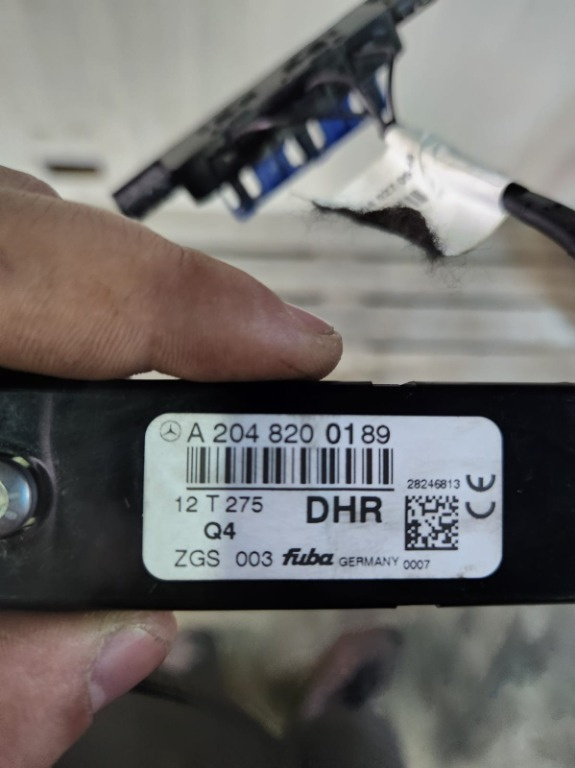 A 204 820 0189
28246813
12 T 275
DHR
Q4
ZGS 003 fuba GERMANY 0007